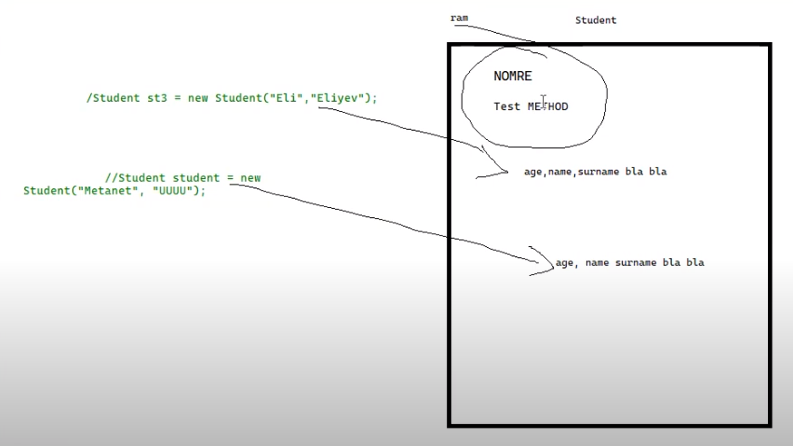 ram
Student
NOMRE
/Student st3 = new Student("Eli","Eliyev");
Test METHOD
age,name,surname bla bla
//Student student = new
Student("Metanet", "UUUU");
age, name surname bla bla